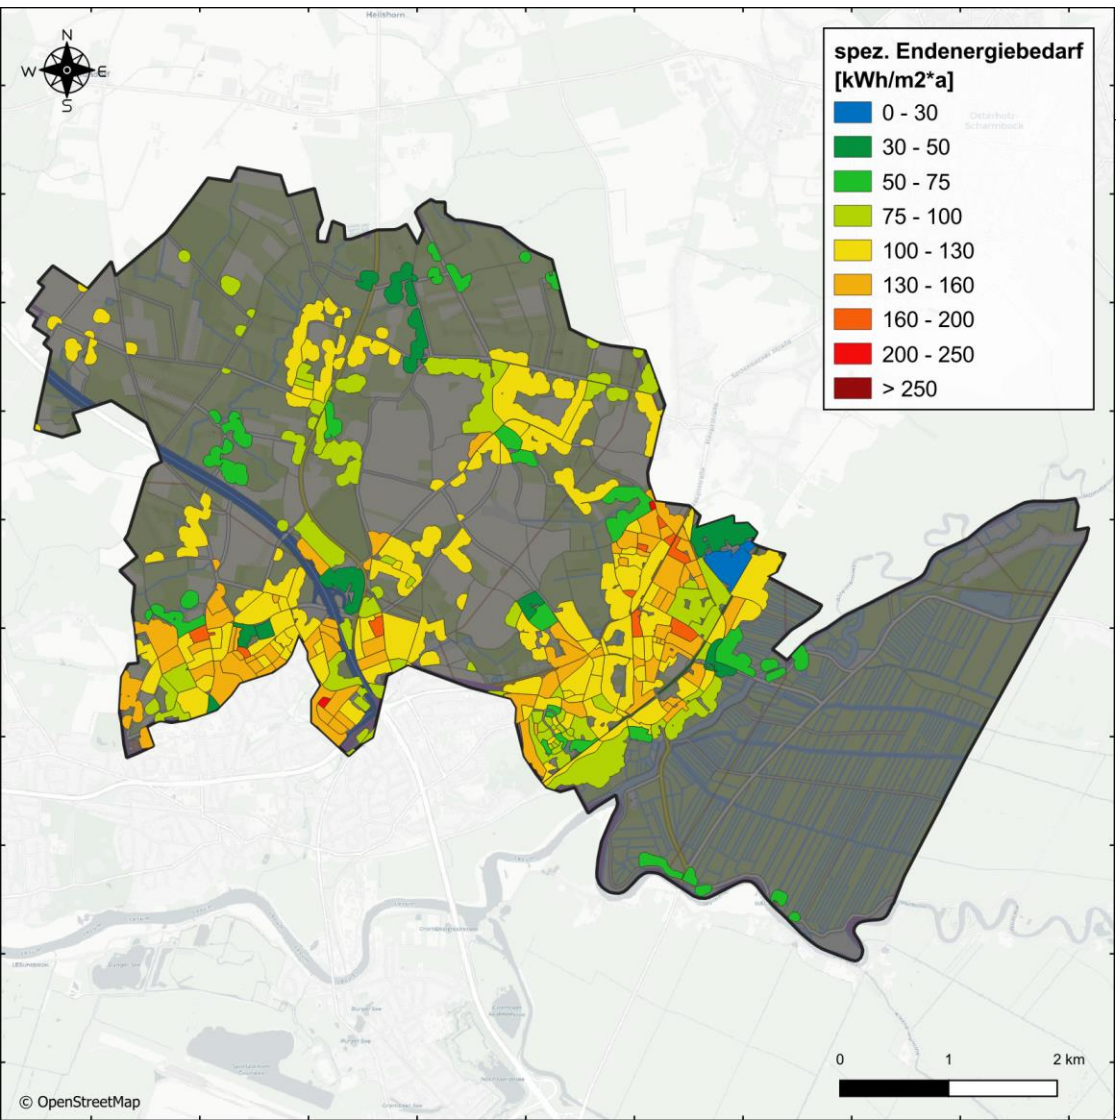 Heilshorn
N
W
E
S
spez. Endenergiebedarf
[kWh/m2*a]
0 - 30
30 - 50
50 - 75
75 - 100
100 - 130
130 - 160
160 - 200
200 - 250
> 250
Osterholz-
Scharmbeck
0
1
2 km
© OpenStreetMap